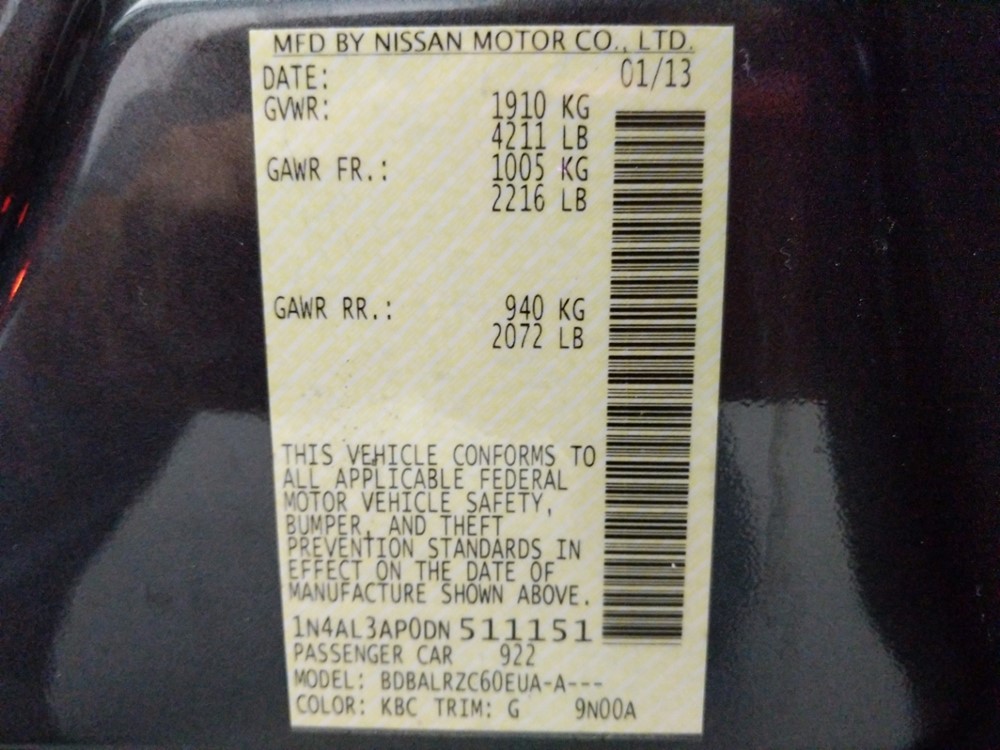 MFD BY NISSAN MOTOR CO., LTD.
DATE: 01/13
GVWR: 1910 KG
4211 LB
GAWR FR.: 1005 KG
2216 LB
GAWR RR.: 940 KG
2072 LB
THIS VEHICLE CONFORMS TO
ALL APPLICABLE FEDERAL
MOTOR VEHICLE SAFETY,
BUMPER, AND THEFT
PREVENTION STANDARDS IN
EFFECT ON THE DATE OF
MANUFACTURE SHOWN ABOVE.
1N4AL3AP0DN 511151
PASSENGER CAR 922
MODEL: BDBALRZC60EUA-A---
COLOR: KBC TRIM: G 9N00A